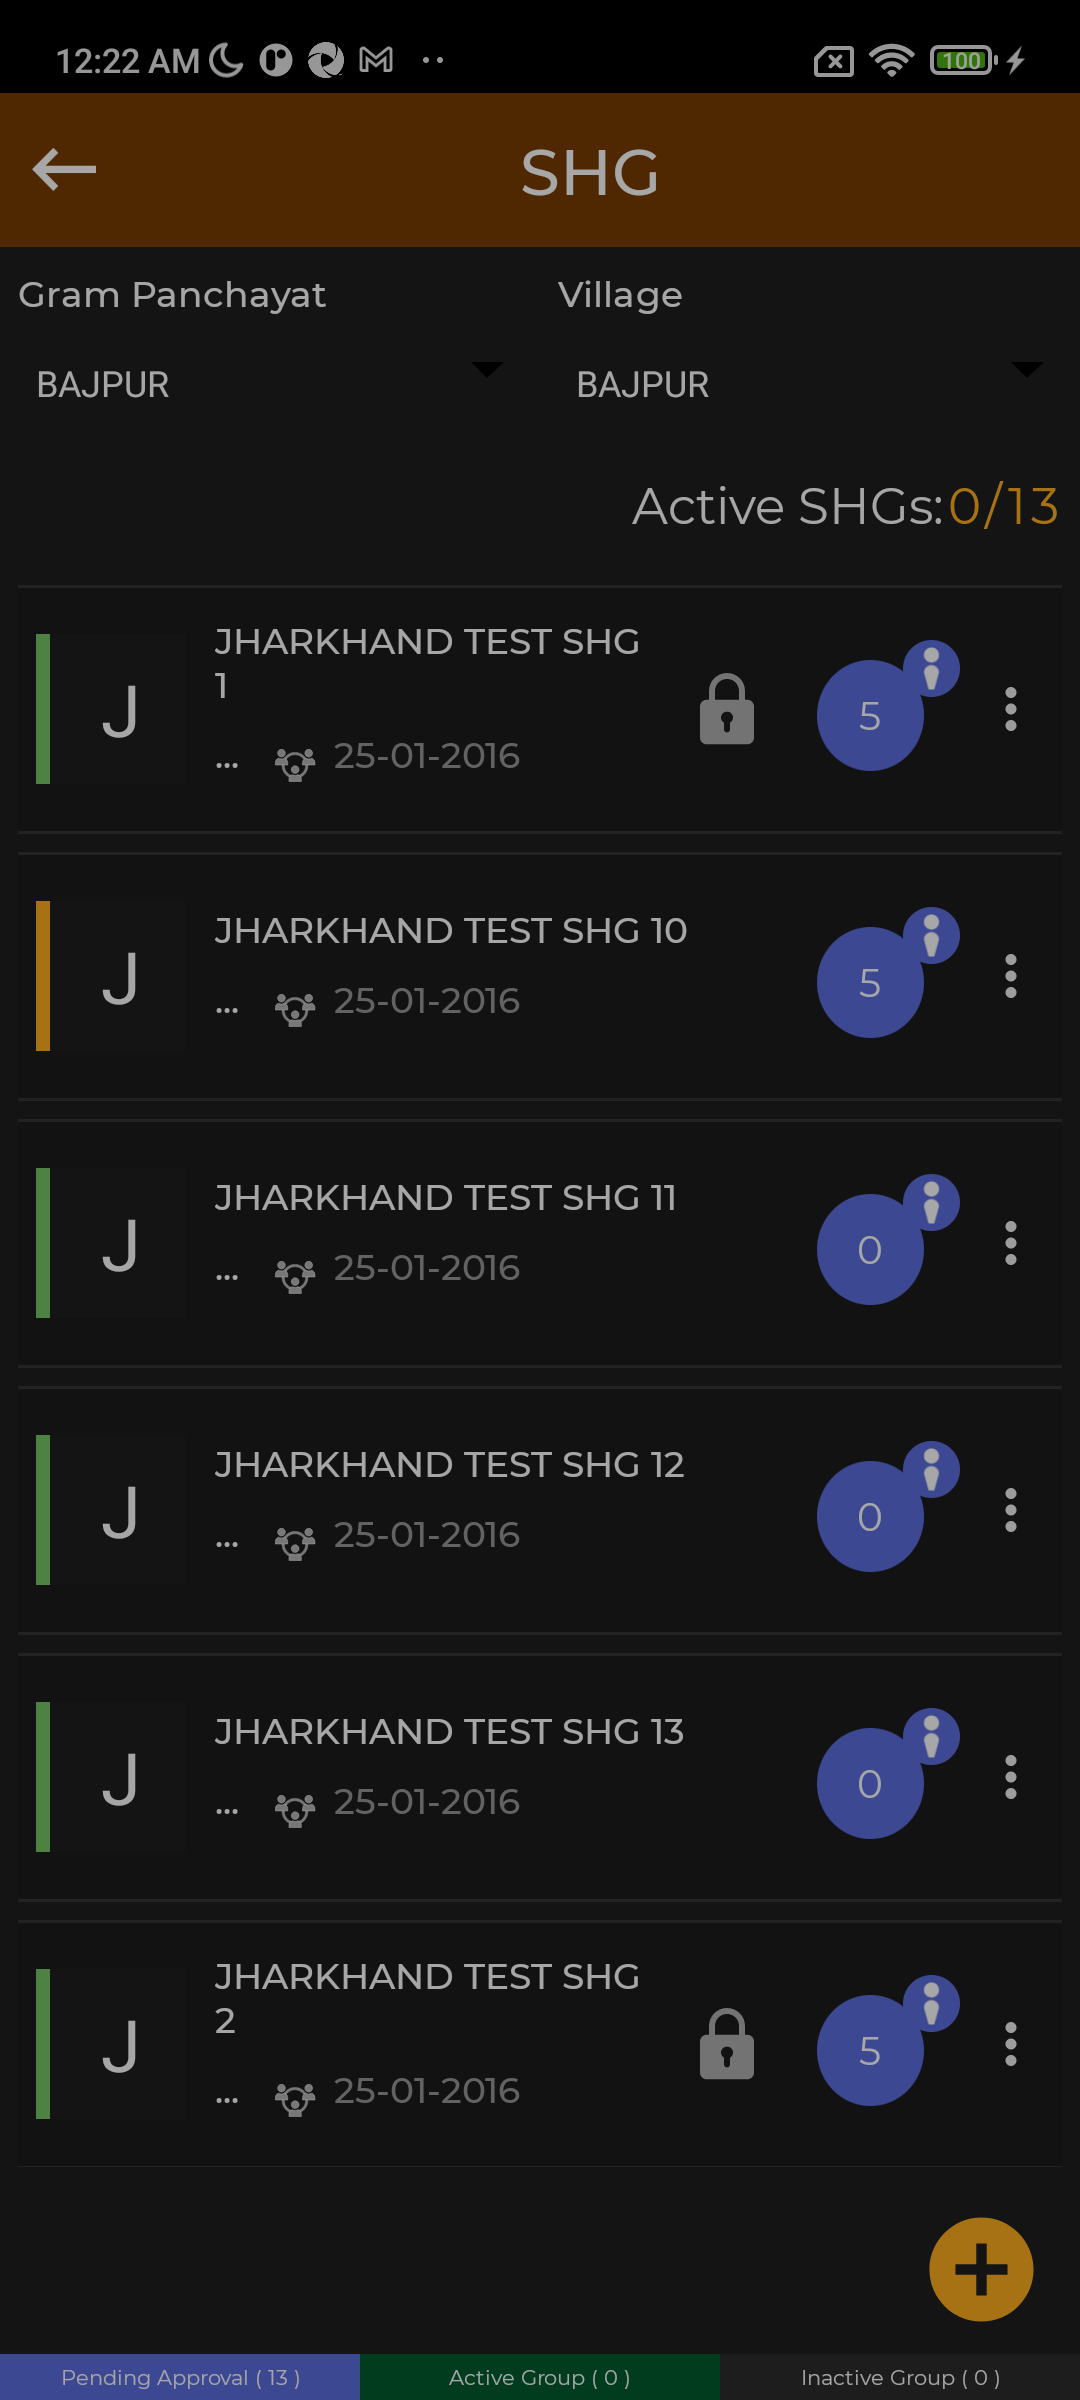 12:22 AM
100
SHG
Gram Panchayat Village
BAJPUR BAJPUR
Active SHGs: 0/13
J
JHARKHAND TEST SHG
1
... 25-01-2016
5
J
JHARKHAND TEST SHG 10
... 25-01-2016
5
J
JHARKHAND TEST SHG 11
... 25-01-2016
0
J
JHARKHAND TEST SHG 12
... 25-01-2016
0
J
JHARKHAND TEST SHG 13
... 25-01-2016
0
J
JHARKHAND TEST SHG
2
... 25-01-2016
5
Pending Approval ( 13 ) Active Group ( 0 ) Inactive Group ( 0 )